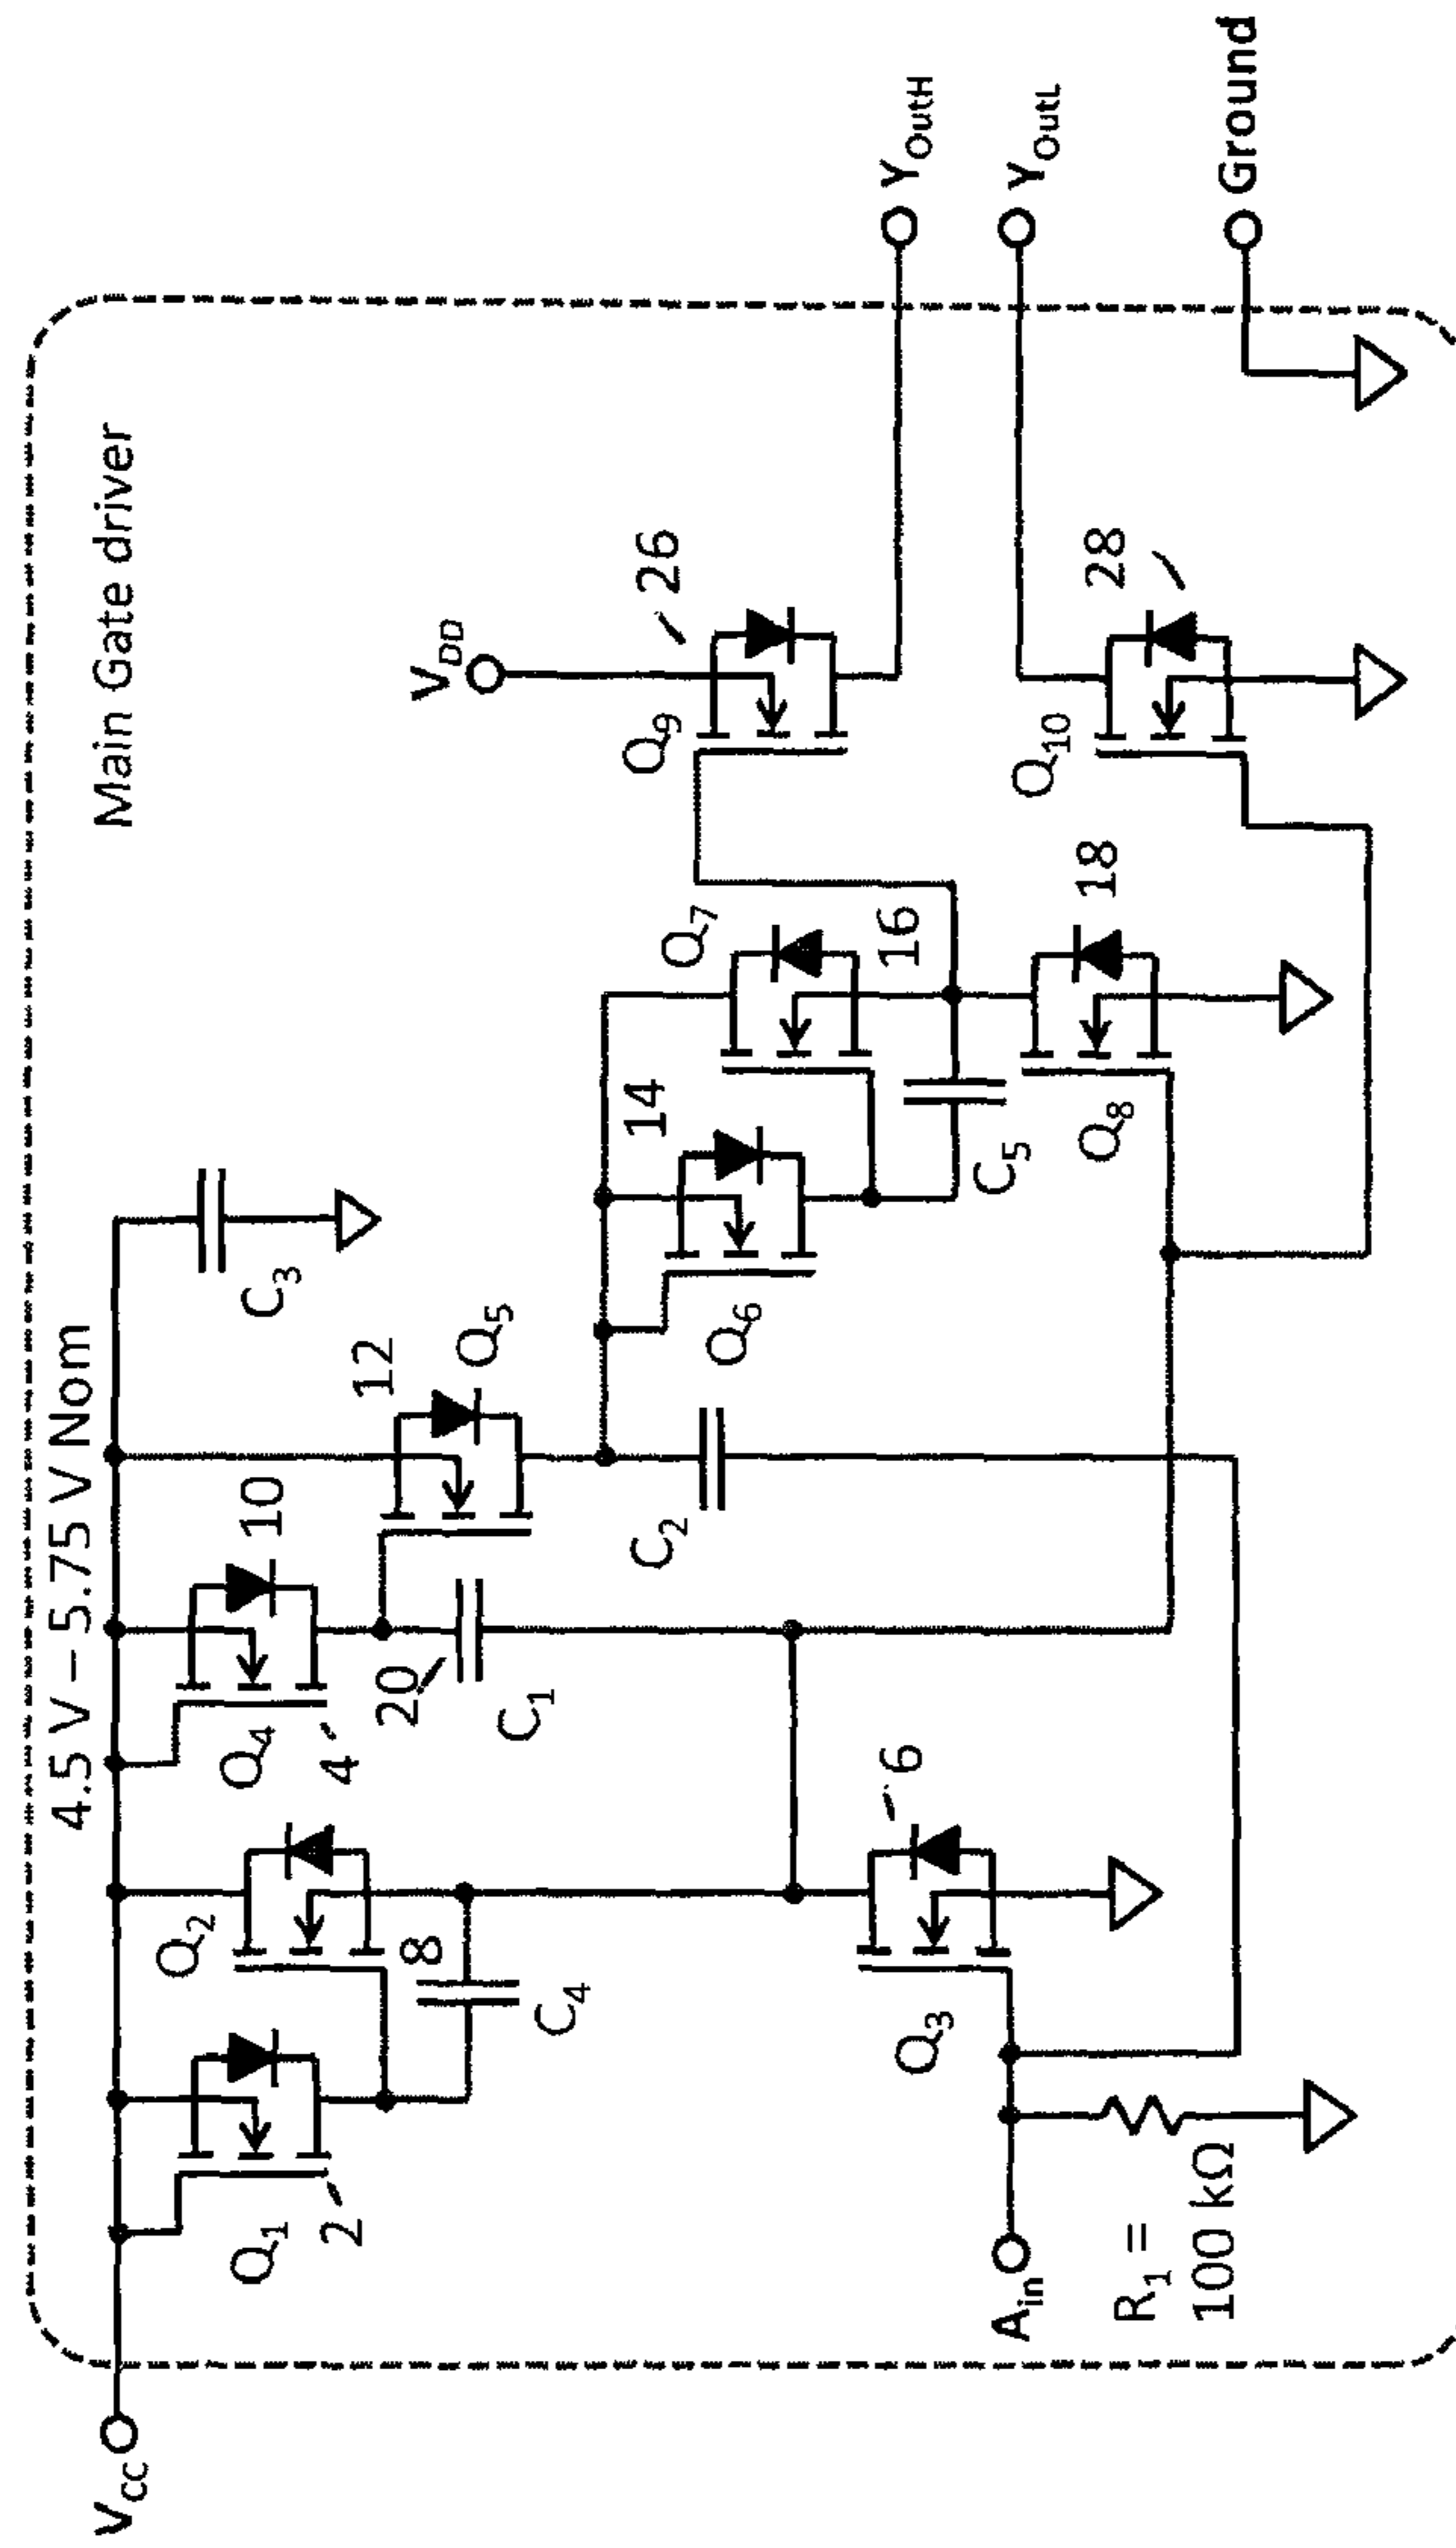 Main Gate driver
4.5 V – 5.75 V Nom
V_CC
Q_1
2
Q_2
8
C_4
Q_4
4
10
20
C_1
12
Q_5
C_3
C_2
Q_6
14
Q_7
16
C_5
Q_8
18
V_DD
Q_9
26
Q_10
28
Y_OutH
Y_OutL
Ground
Q_3
6
A_in
R_1 =
100 kΩ